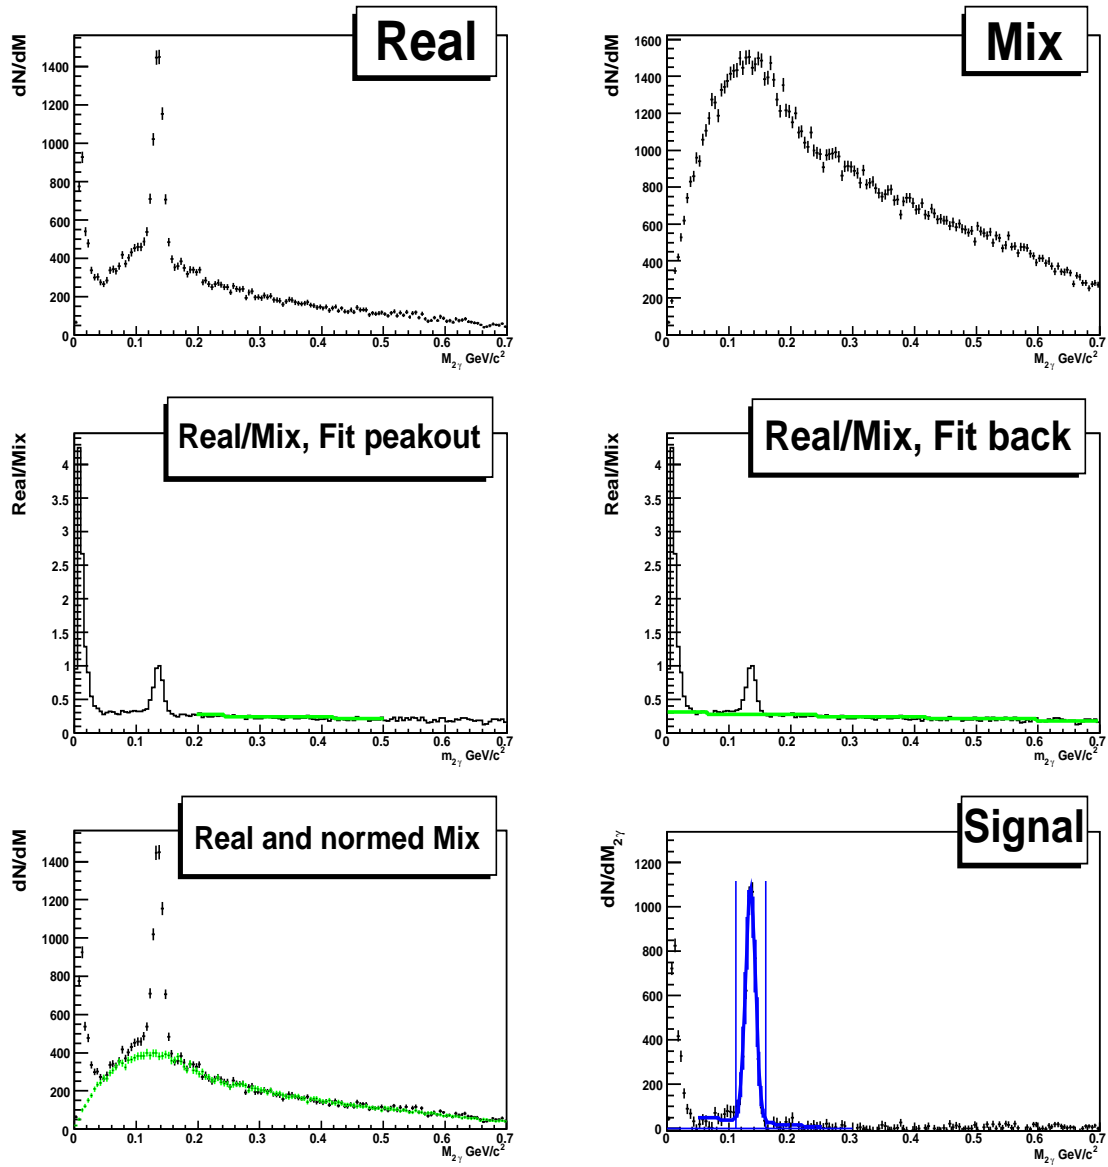 Real
dN/dM
1400
1200
1000
800
600
400
200
0
0 0.1 0.2 0.3 0.4 0.5 0.6 0.7
M2γ GeV/c2
Mix
dN/dM
1600
1400
1200
1000
800
600
400
200
0
0 0.1 0.2 0.3 0.4 0.5 0.6 0.7
M2γ GeV/c2
Real/Mix, Fit peakout
Real/Mix
4
3.5
3
2.5
2
1.5
1
0.5
0
0 0.1 0.2 0.3 0.4 0.5 0.6 0.7
m2γ GeV/c2
Real/Mix, Fit back
Real/Mix
4
3.5
3
2.5
2
1.5
1
0.5
0
0 0.1 0.2 0.3 0.4 0.5 0.6 0.7
m2γ GeV/c2
Real and normed Mix
dN/dM
1400
1200
1000
800
600
400
200
0
0 0.1 0.2 0.3 0.4 0.5 0.6 0.7
M2γ GeV/c2
Signal
dN/dM2γ
1200
1000
800
600
400
200
0
0 0.1 0.2 0.3 0.4 0.5 0.6 0.7
M2γ GeV/c2